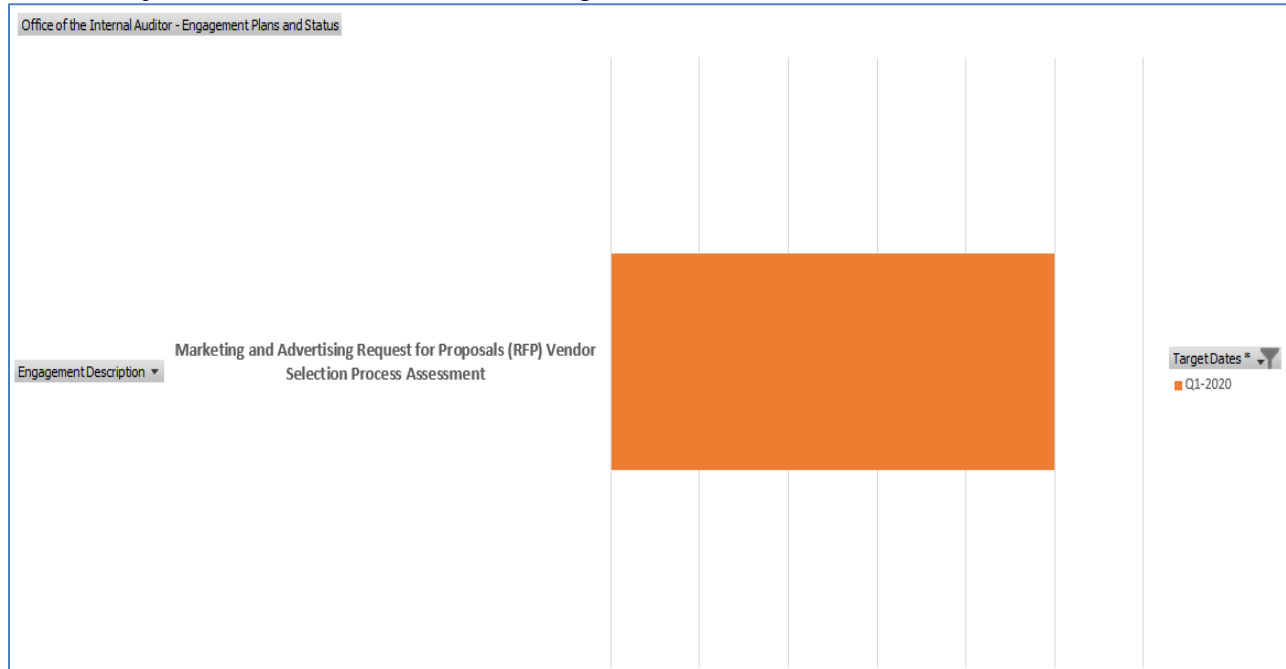 Office of the Internal Auditor - Engagement Plans and Status
Marketing and Advertising Request for Proposals (RFP) Vendor
Selection Process Assessment
Engagement Description
Target Dates *
Q1-2020